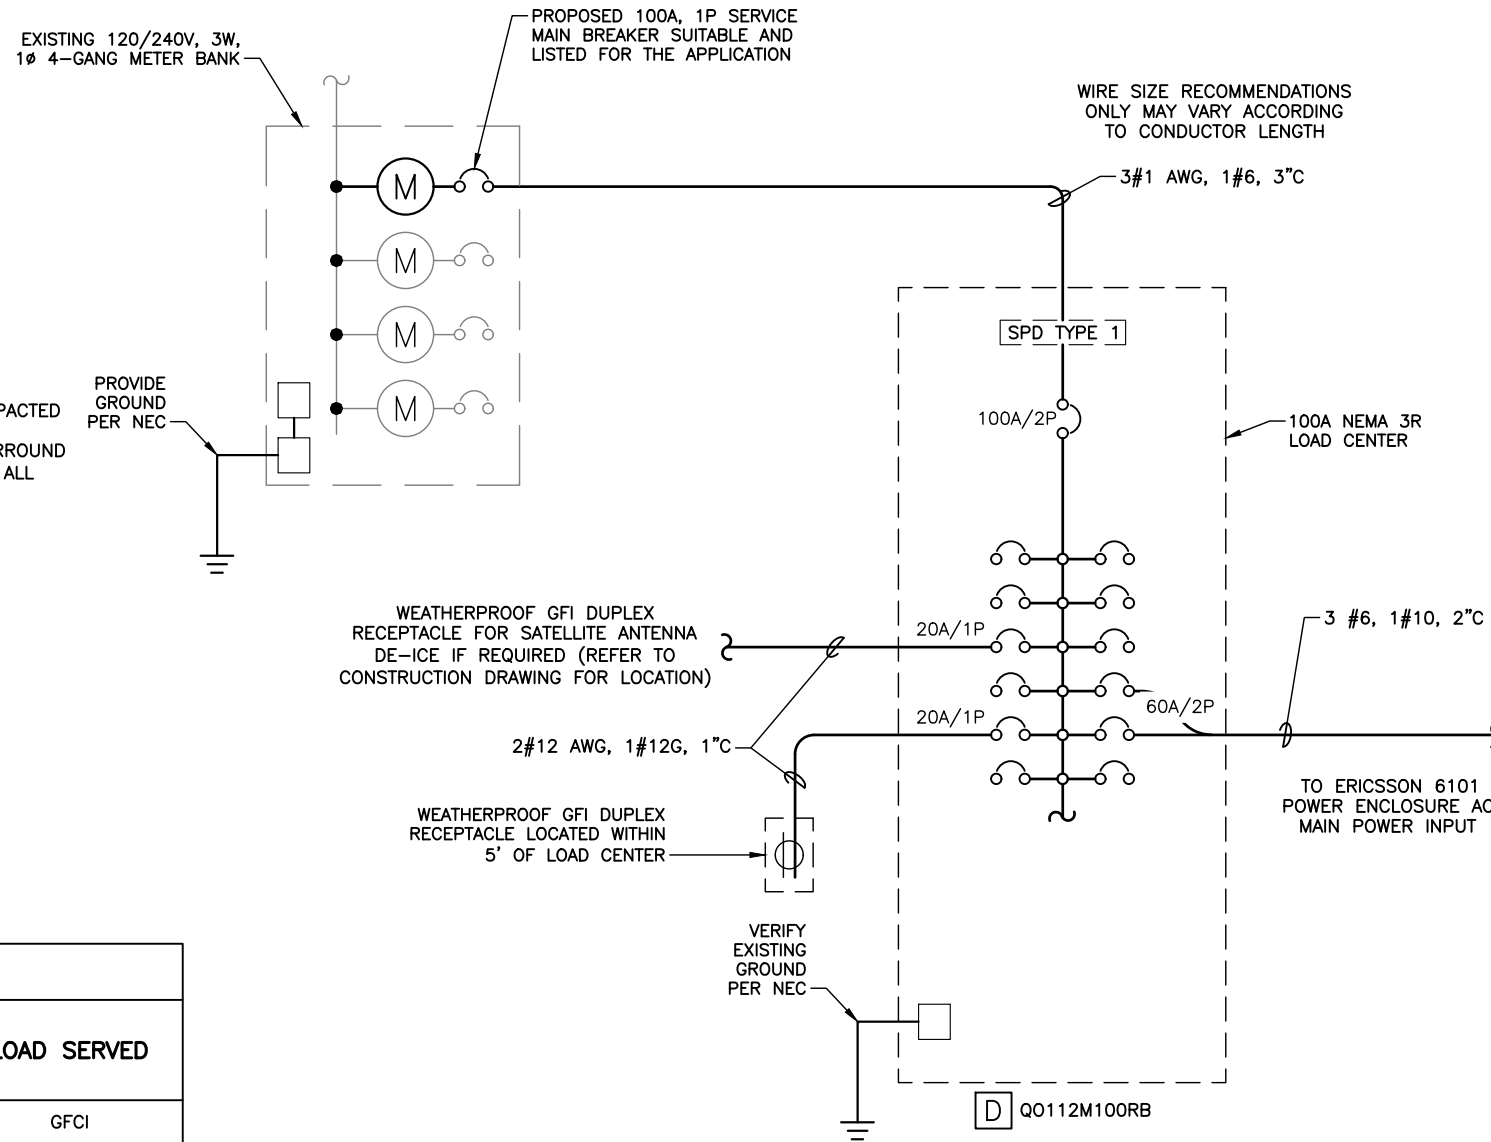 EXISTING 120/240V, 3W,
1ø 4-GANG METER BANK
PROPOSED 100A, 1P SERVICE
MAIN BREAKER SUITABLE AND
LISTED FOR THE APPLICATION
WIRE SIZE RECOMMENDATIONS
ONLY MAY VARY ACCORDING
TO CONDUCTOR LENGTH
3#1 AWG, 1#6, 3"C
M
M
M
M
SPD TYPE 1
100A/2P
100A NEMA 3R
LOAD CENTER
PROVIDE
GROUND
PER NEC
PACTED
RROUND
ALL
WEATHERPROOF GFI DUPLEX
RECEPTACLE FOR SATELLITE ANTENNA
DE-ICE IF REQUIRED (REFER TO
CONSTRUCTION DRAWING FOR LOCATION)
20A/1P
20A/1P
60A/2P
3 #6, 1#10, 2"C
2#12 AWG, 1#12G, 1"C
TO ERICSSON 6101
POWER ENCLOSURE AC
MAIN POWER INPUT
WEATHERPROOF GFI DUPLEX
RECEPTACLE LOCATED WITHIN
5' OF LOAD CENTER
VERIFY
EXISTING
GROUND
PER NEC
LOAD SERVED
GFCI
D QO112M100RB